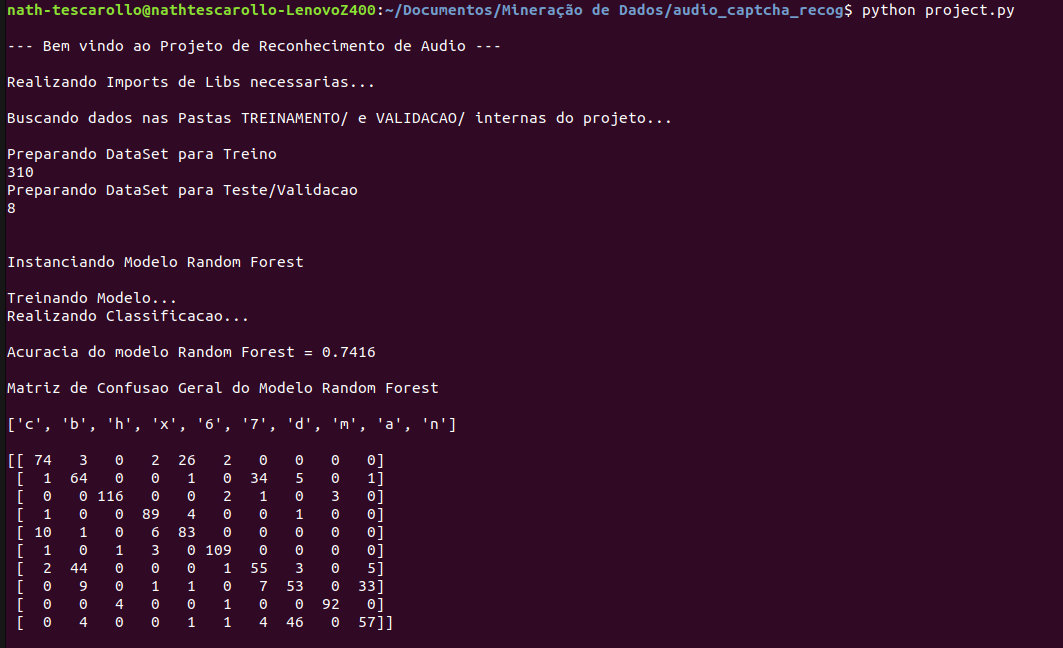 nath-tescarollo@nathtescarollo-LenovoZ400:~/Documentos/Mineração de Dados/audio_captcha_recog$ python project.py
--- Bem vindo ao Projeto de Reconhecimento de Audio ---
Realizando Imports de Libs necessarias...
Buscando dados nas Pastas TREINAMENTO/ e VALIDACAO/ internas do projeto...
Preparando DataSet para Treino
310
Preparando DataSet para Teste/Validacao
8
Instanciando Modelo Random Forest
Treinando Modelo...
Realizando Classificacao...
Acuracia do modelo Random Forest = 0.7416
Matriz de Confusao Geral do Modelo Random Forest
['c', 'b', 'h', 'x', '6', '7', 'd', 'm', 'a', 'n']
[[ 74   3   0   2  26   2   0   0   0   0]
 [  1  64   0   0   1   0  34   5   0   1]
 [  0   0 116   0   0   2   1   0   3   0]
 [  1   0   0  89   4   0   0   1   0   0]
 [ 10   1   0   6  83   0   0   0   0   0]
 [  1   0   1   3   0 109   0   0   0   0]
 [  2  44   0   0   0   1  55   3   0   5]
 [  0   9   0   1   1   0   7  53   0  33]
 [  0   0   4   0   0   1   0   0  92   0]
 [  0   4   0   0   1   1   4  46   0  57]]